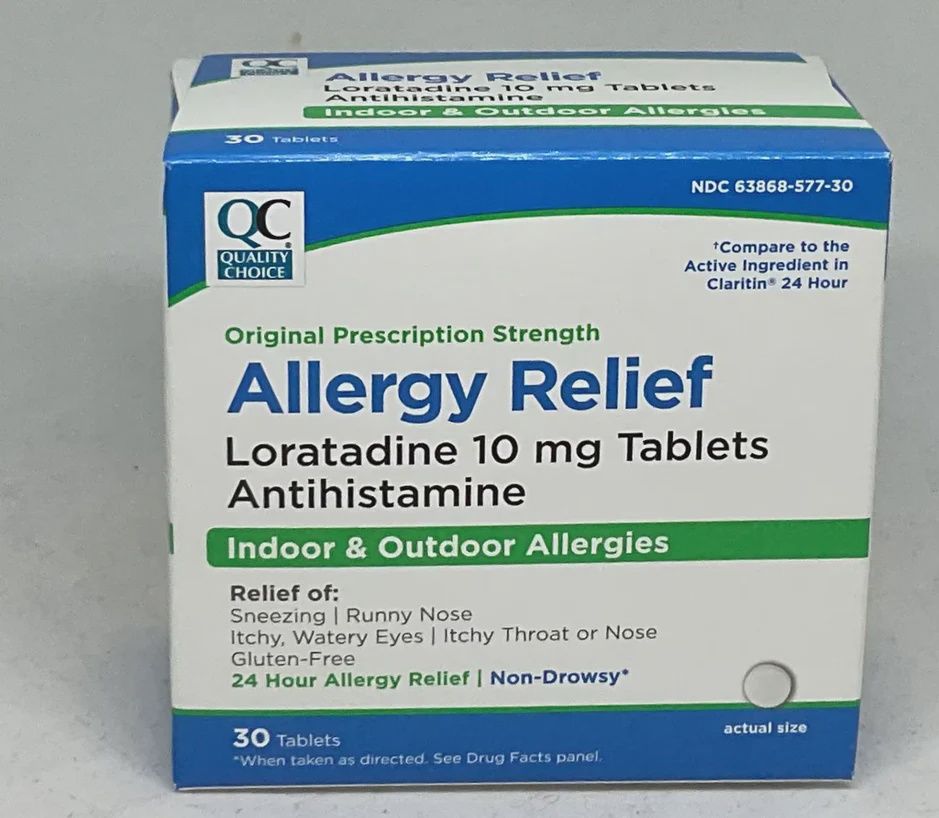 QC
Allergy Relief
Loratadine 10 mg Tablets
Antihistamine
Indoor & Outdoor Allergies
30 Tablets
NDC 63868-577-30
QC®
QUALITY
CHOICE
†Compare to the
Active Ingredient in
Claritin® 24 Hour
Original Prescription Strength
Allergy Relief
Loratadine 10 mg Tablets
Antihistamine
Indoor & Outdoor Allergies
Relief of:
Sneezing | Runny Nose
Itchy, Watery Eyes | Itchy Throat or Nose
Gluten-Free
24 Hour Allergy Relief | Non-Drowsy*
actual size
30 Tablets
*When taken as directed. See Drug Facts panel.